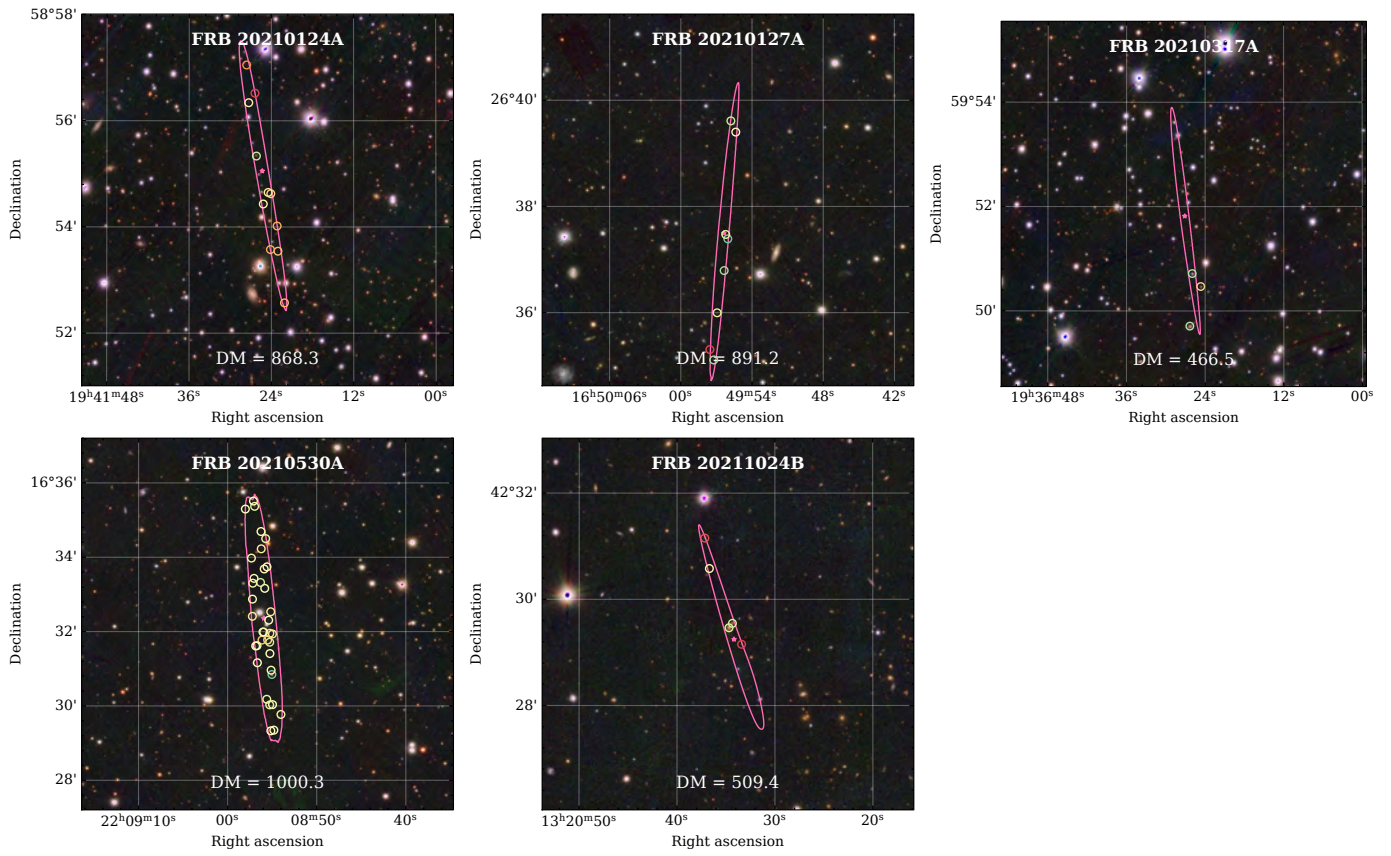 FRB 20210124A
58°58'
56'
54'
52'
Declination
DM = 868.3
19ʰ41ᵐ48ˢ 36ˢ 24ˢ 12ˢ 00ˢ
Right ascension
FRB 20210127A
26°40'
38'
36'
Declination
DM = 891.2
16ʰ50ᵐ06ˢ 00ˢ 49ᵐ54ˢ 48ˢ 42ˢ
Right ascension
FRB 20210317A
59°54'
52'
50'
Declination
DM = 466.5
19ʰ36ᵐ48ˢ 36ˢ 24ˢ 12ˢ 00ˢ
Right ascension
FRB 20210530A
16°36'
34'
32'
30'
28'
Declination
DM = 1000.3
22ʰ09ᵐ10ˢ 00ˢ 08ᵐ50ˢ 40ˢ
Right ascension
FRB 20211024B
42°32'
30'
28'
Declination
DM = 509.4
13ʰ20ᵐ50ˢ 40ˢ 30ˢ 20ˢ
Right ascension